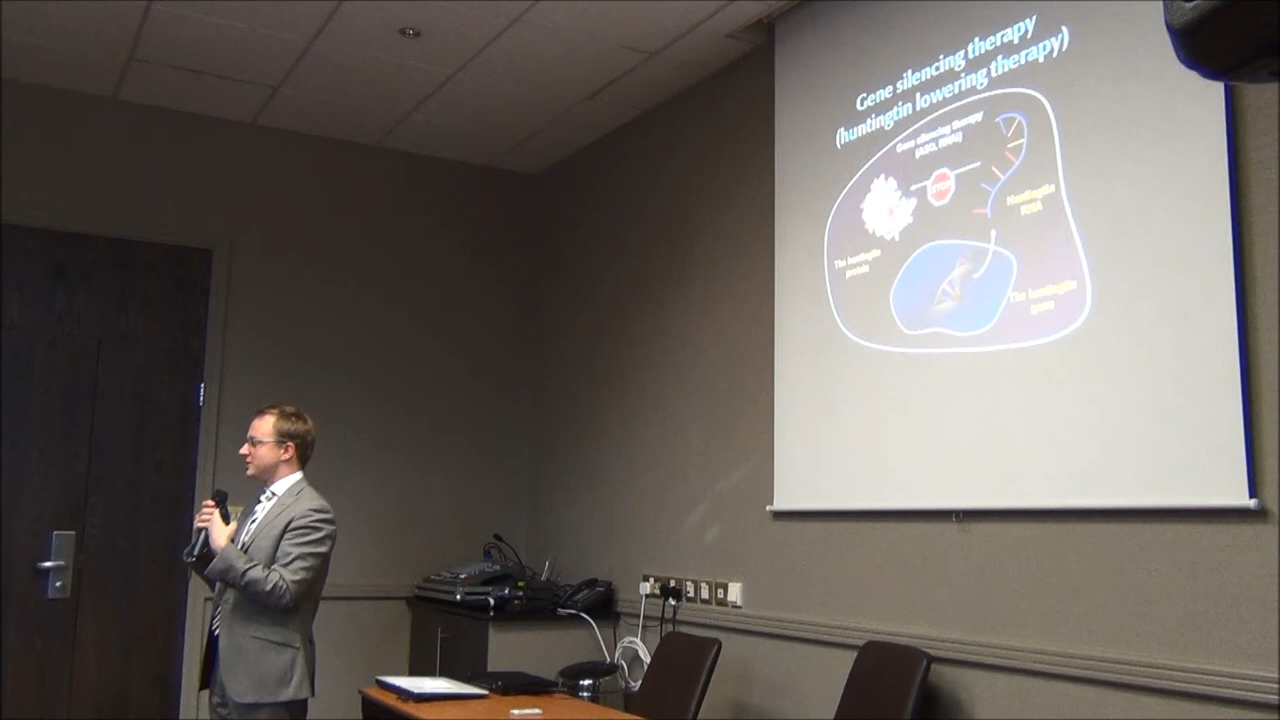 Gene silencing therapy
(huntingtin lowering therapy)
Gene silencing therapy
(ASO, RNAi)
STOP
Huntingtin
RNA
The huntingtin
protein
The huntingtin
gene